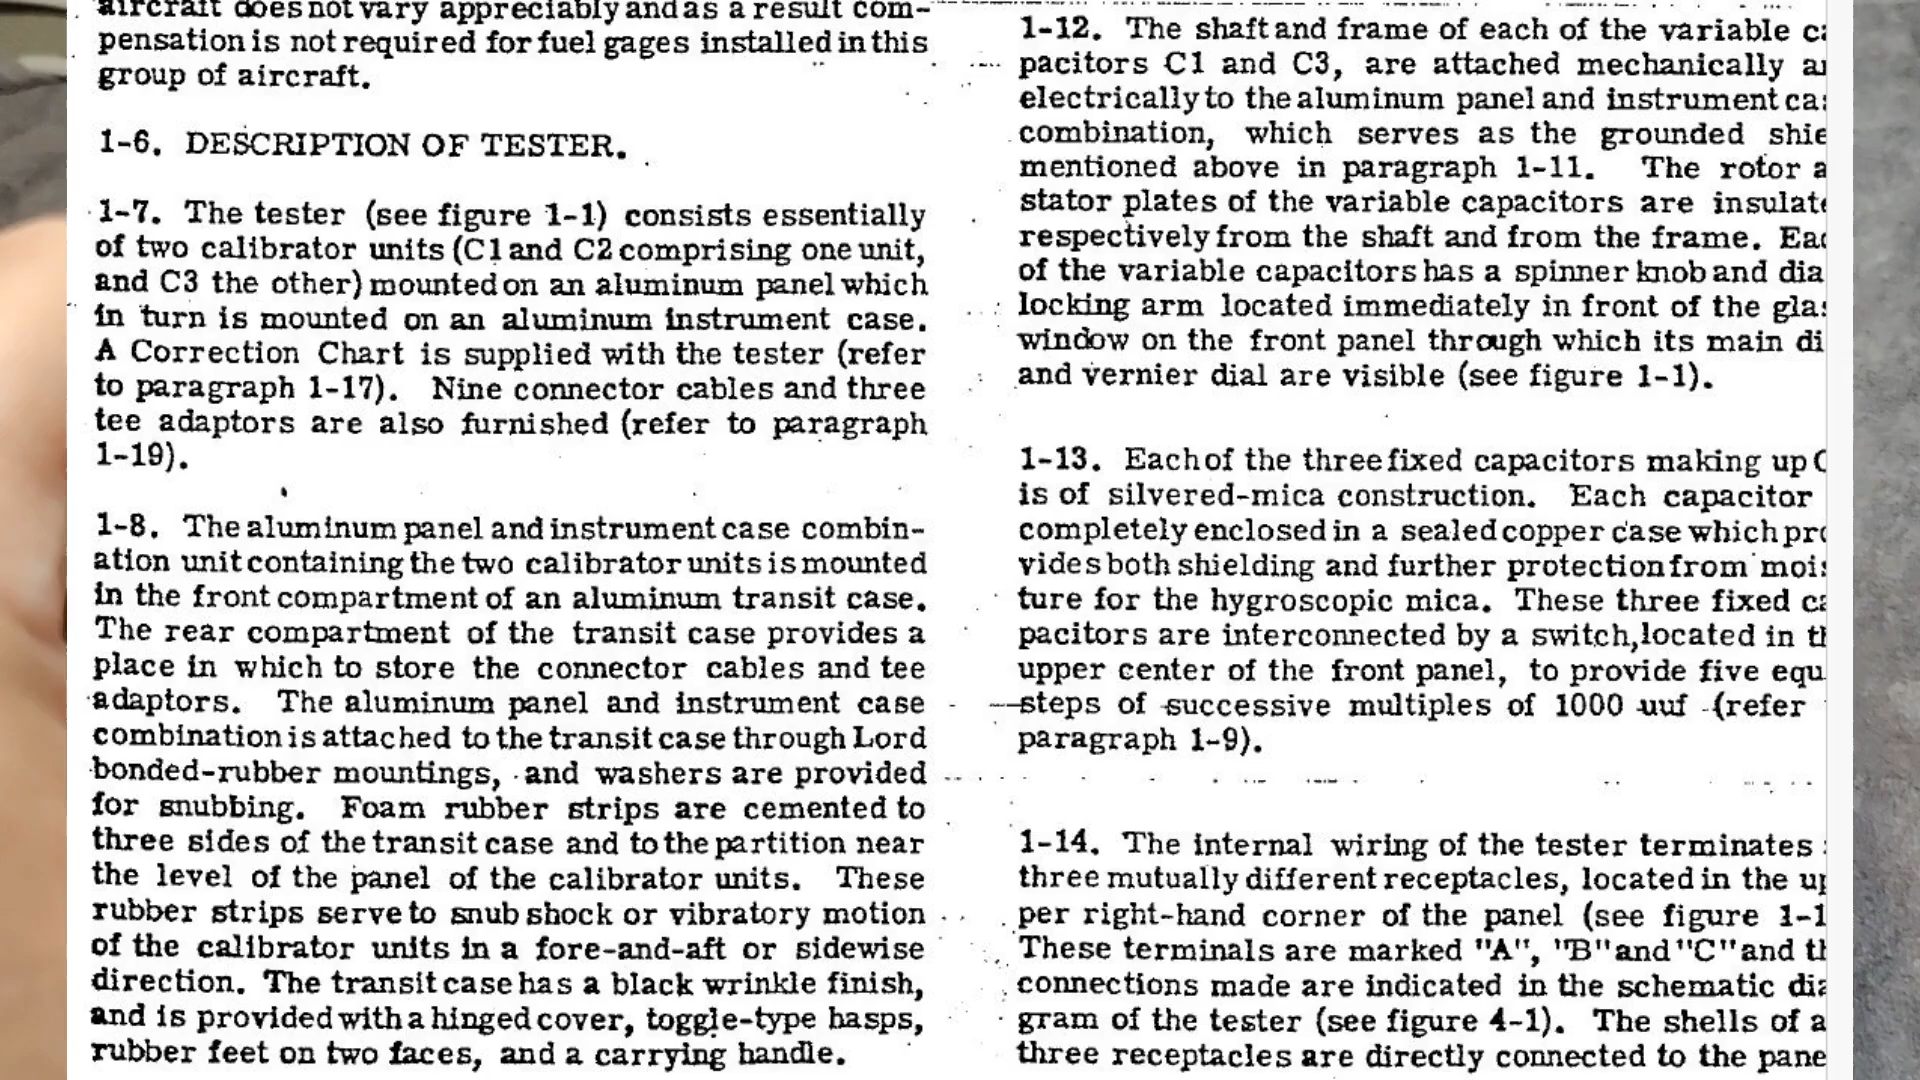 aircraft does not vary appreciably and as a result com-
pensation is not required for fuel gages installed in this
group of aircraft.
1-6. DESCRIPTION OF TESTER.
1-7. The tester (see figure 1-1) consists essentially
of two calibrator units (C1 and C2 comprising one unit,
and C3 the other) mounted on an aluminum panel which
in turn is mounted on an aluminum instrument case.
A Correction Chart is supplied with the tester (refer
to paragraph 1-17). Nine connector cables and three
tee adaptors are also furnished (refer to paragraph
1-19).
1-8. The aluminum panel and instrument case combin-
ation unit containing the two calibrator units is mounted
in the front compartment of an aluminum transit case.
The rear compartment of the transit case provides a
place in which to store the connector cables and tee
adaptors. The aluminum panel and instrument case
combination is attached to the transit case through Lord
bonded-rubber mountings, and washers are provided
for snubbing. Foam rubber strips are cemented to
three sides of the transit case and to the partition near
the level of the panel of the calibrator units. These
rubber strips serve to snub shock or vibratory motion
of the calibrator units in a fore-and-aft or sidewise
direction. The transit case has a black wrinkle finish,
and is provided with a hinged cover, toggle-type hasps,
rubber feet on two faces, and a carrying handle.
1-12. The shaft and frame of each of the variable
pacitors C1 and C3, are attached mechanically
electrically to the aluminum panel and instrument
combination, which serves as the grounded
mentioned above in paragraph 1-11. The rotor
stator plates of the variable capacitors are
respectively from the shaft and from the frame.
of the variable capacitors has a spinner knob and
locking arm located immediately in front of the
window on the front panel through which its main
and vernier dial are visible (see figure 1-1).
1-13. Each of the three fixed capacitors making up
is of silvered-mica construction. Each capacitor
completely enclosed in a sealed copper case which
vides both shielding and further protection from
ture for the hygroscopic mica. These three fixed
pacitors are interconnected by a switch, located in
upper center of the front panel, to provide five
steps of successive multiples of 1000 uuf (refer
paragraph 1-9).
1-14. The internal wiring of the tester terminates
three mutually different receptacles, located in the
per right-hand corner of the panel (see figure 1-1
These terminals are marked "A", "B" and "C" and
connections made are indicated in the schematic
gram of the tester (see figure 4-1). The shells of
three receptacles are directly connected to the